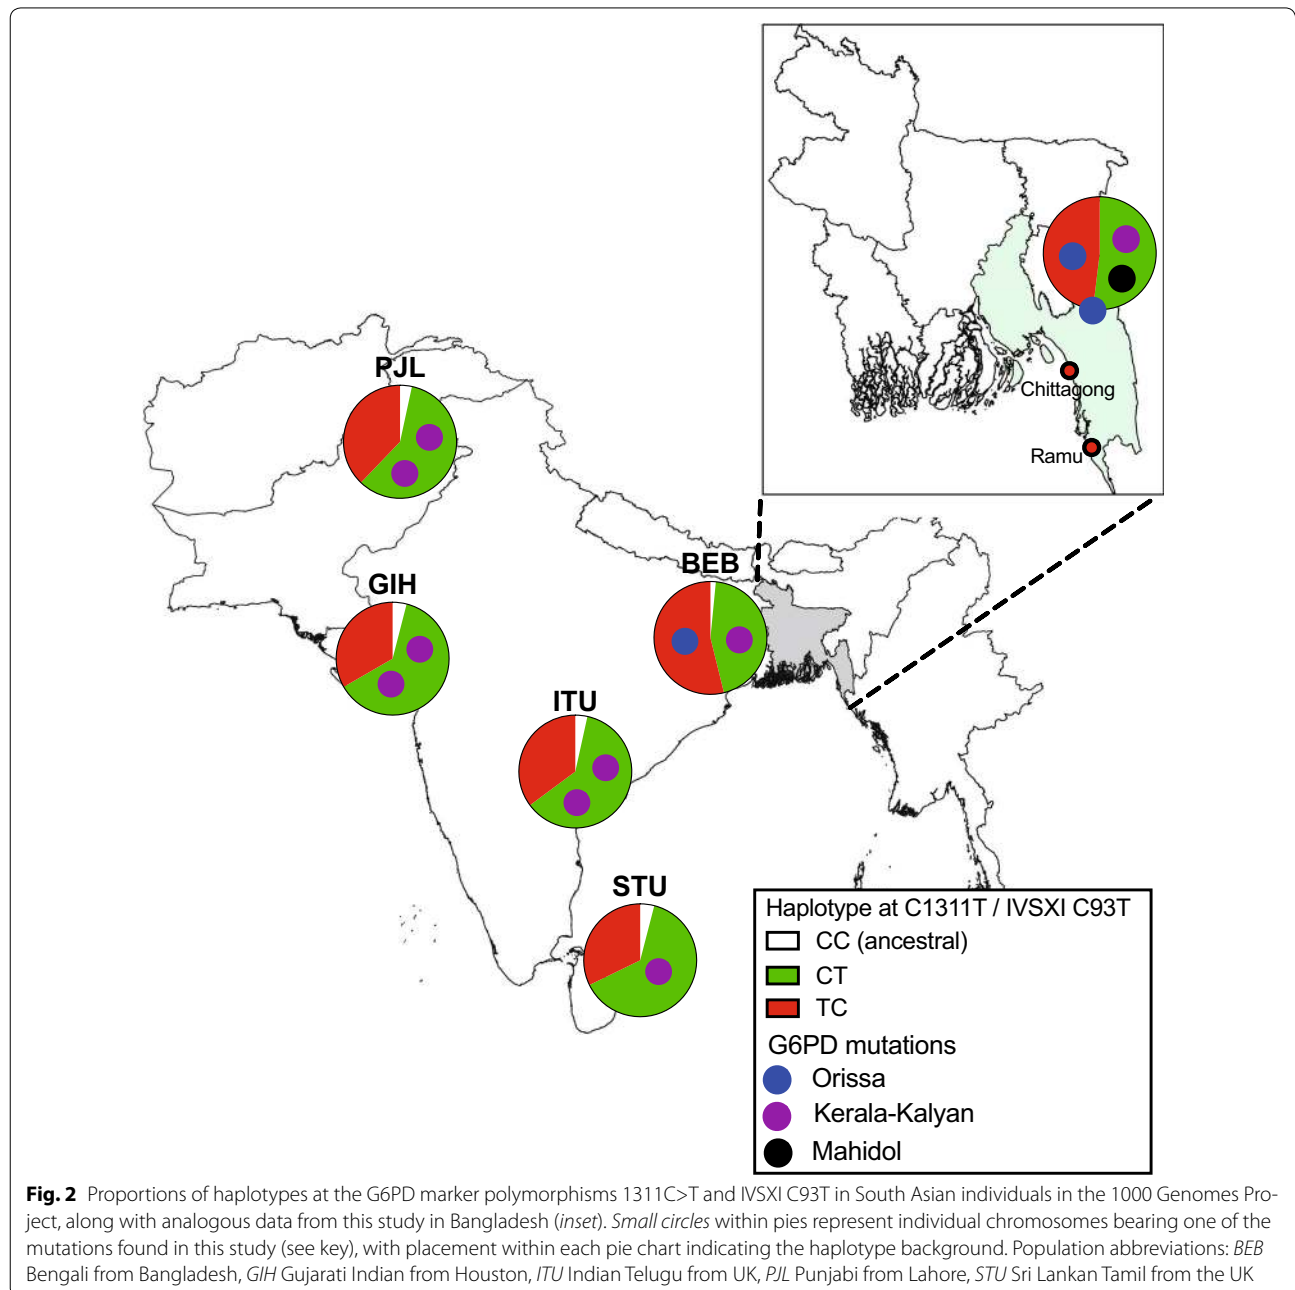 Chittagong
Ramu
PJL
GIH
BEB
ITU
STU
Haplotype at C1311T / IVSXI C93T
CC (ancestral)
CT
TC
G6PD mutations
Orissa
Kerala-Kalyan
Mahidol
Fig. 2 Proportions of haplotypes at the G6PD marker polymorphisms 1311C>T and IVSXI C93T in South Asian individuals in the 1000 Genomes Pro-
ject, along with analogous data from this study in Bangladesh (inset). Small circles within pies represent individual chromosomes bearing one of the
mutations found in this study (see key), with placement within each pie chart indicating the haplotype background. Population abbreviations: BEB
Bengali from Bangladesh, GIH Gujarati Indian from Houston, ITU Indian Telugu from UK, PJL Punjabi from Lahore, STU Sri Lankan Tamil from the UK